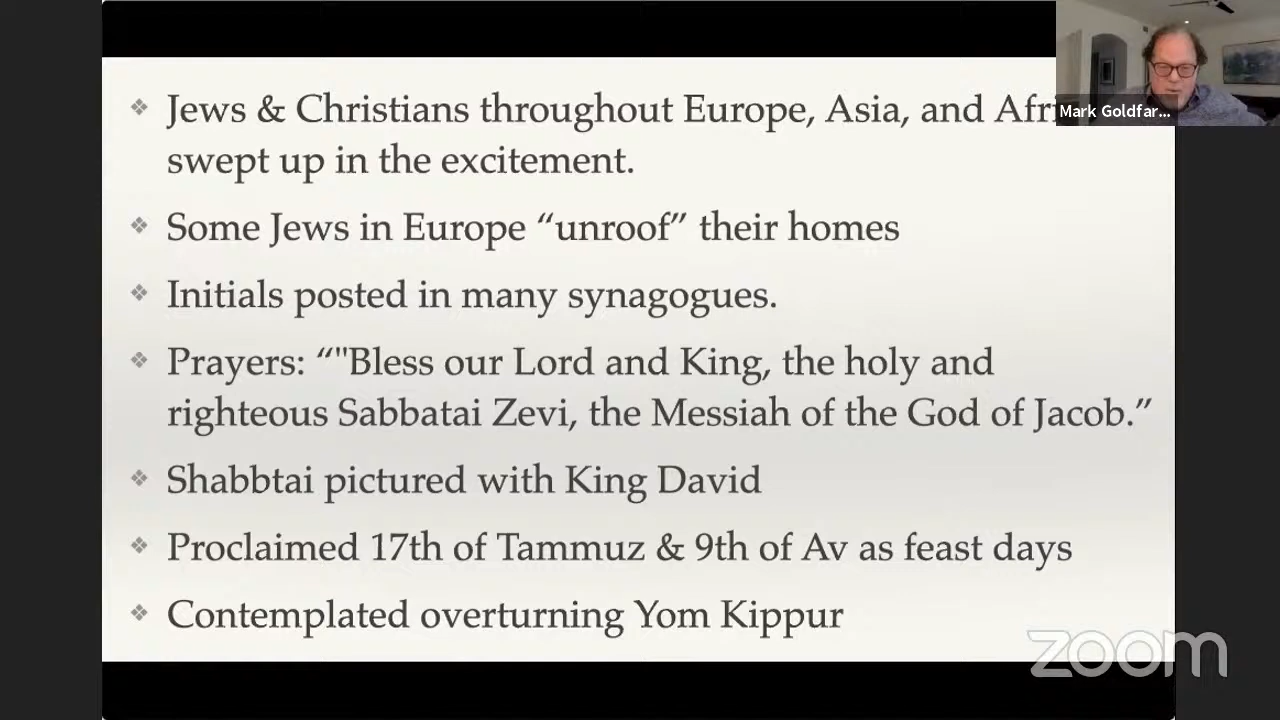 Jews & Christians throughout Europe, Asia, and
swept up in the excitement.
Some Jews in Europe “unroof” their homes
Initials posted in many synagogues.
Prayers: “"Bless our Lord and King, the holy and
righteous Sabbatai Zevi, the Messiah of the God of Jacob.”
Shabbtai pictured with King David
Proclaimed 17th of Tammuz & 9th of Av as feast days
Contemplated overturning Yom Kippur
Mark Goldfar...
zoom